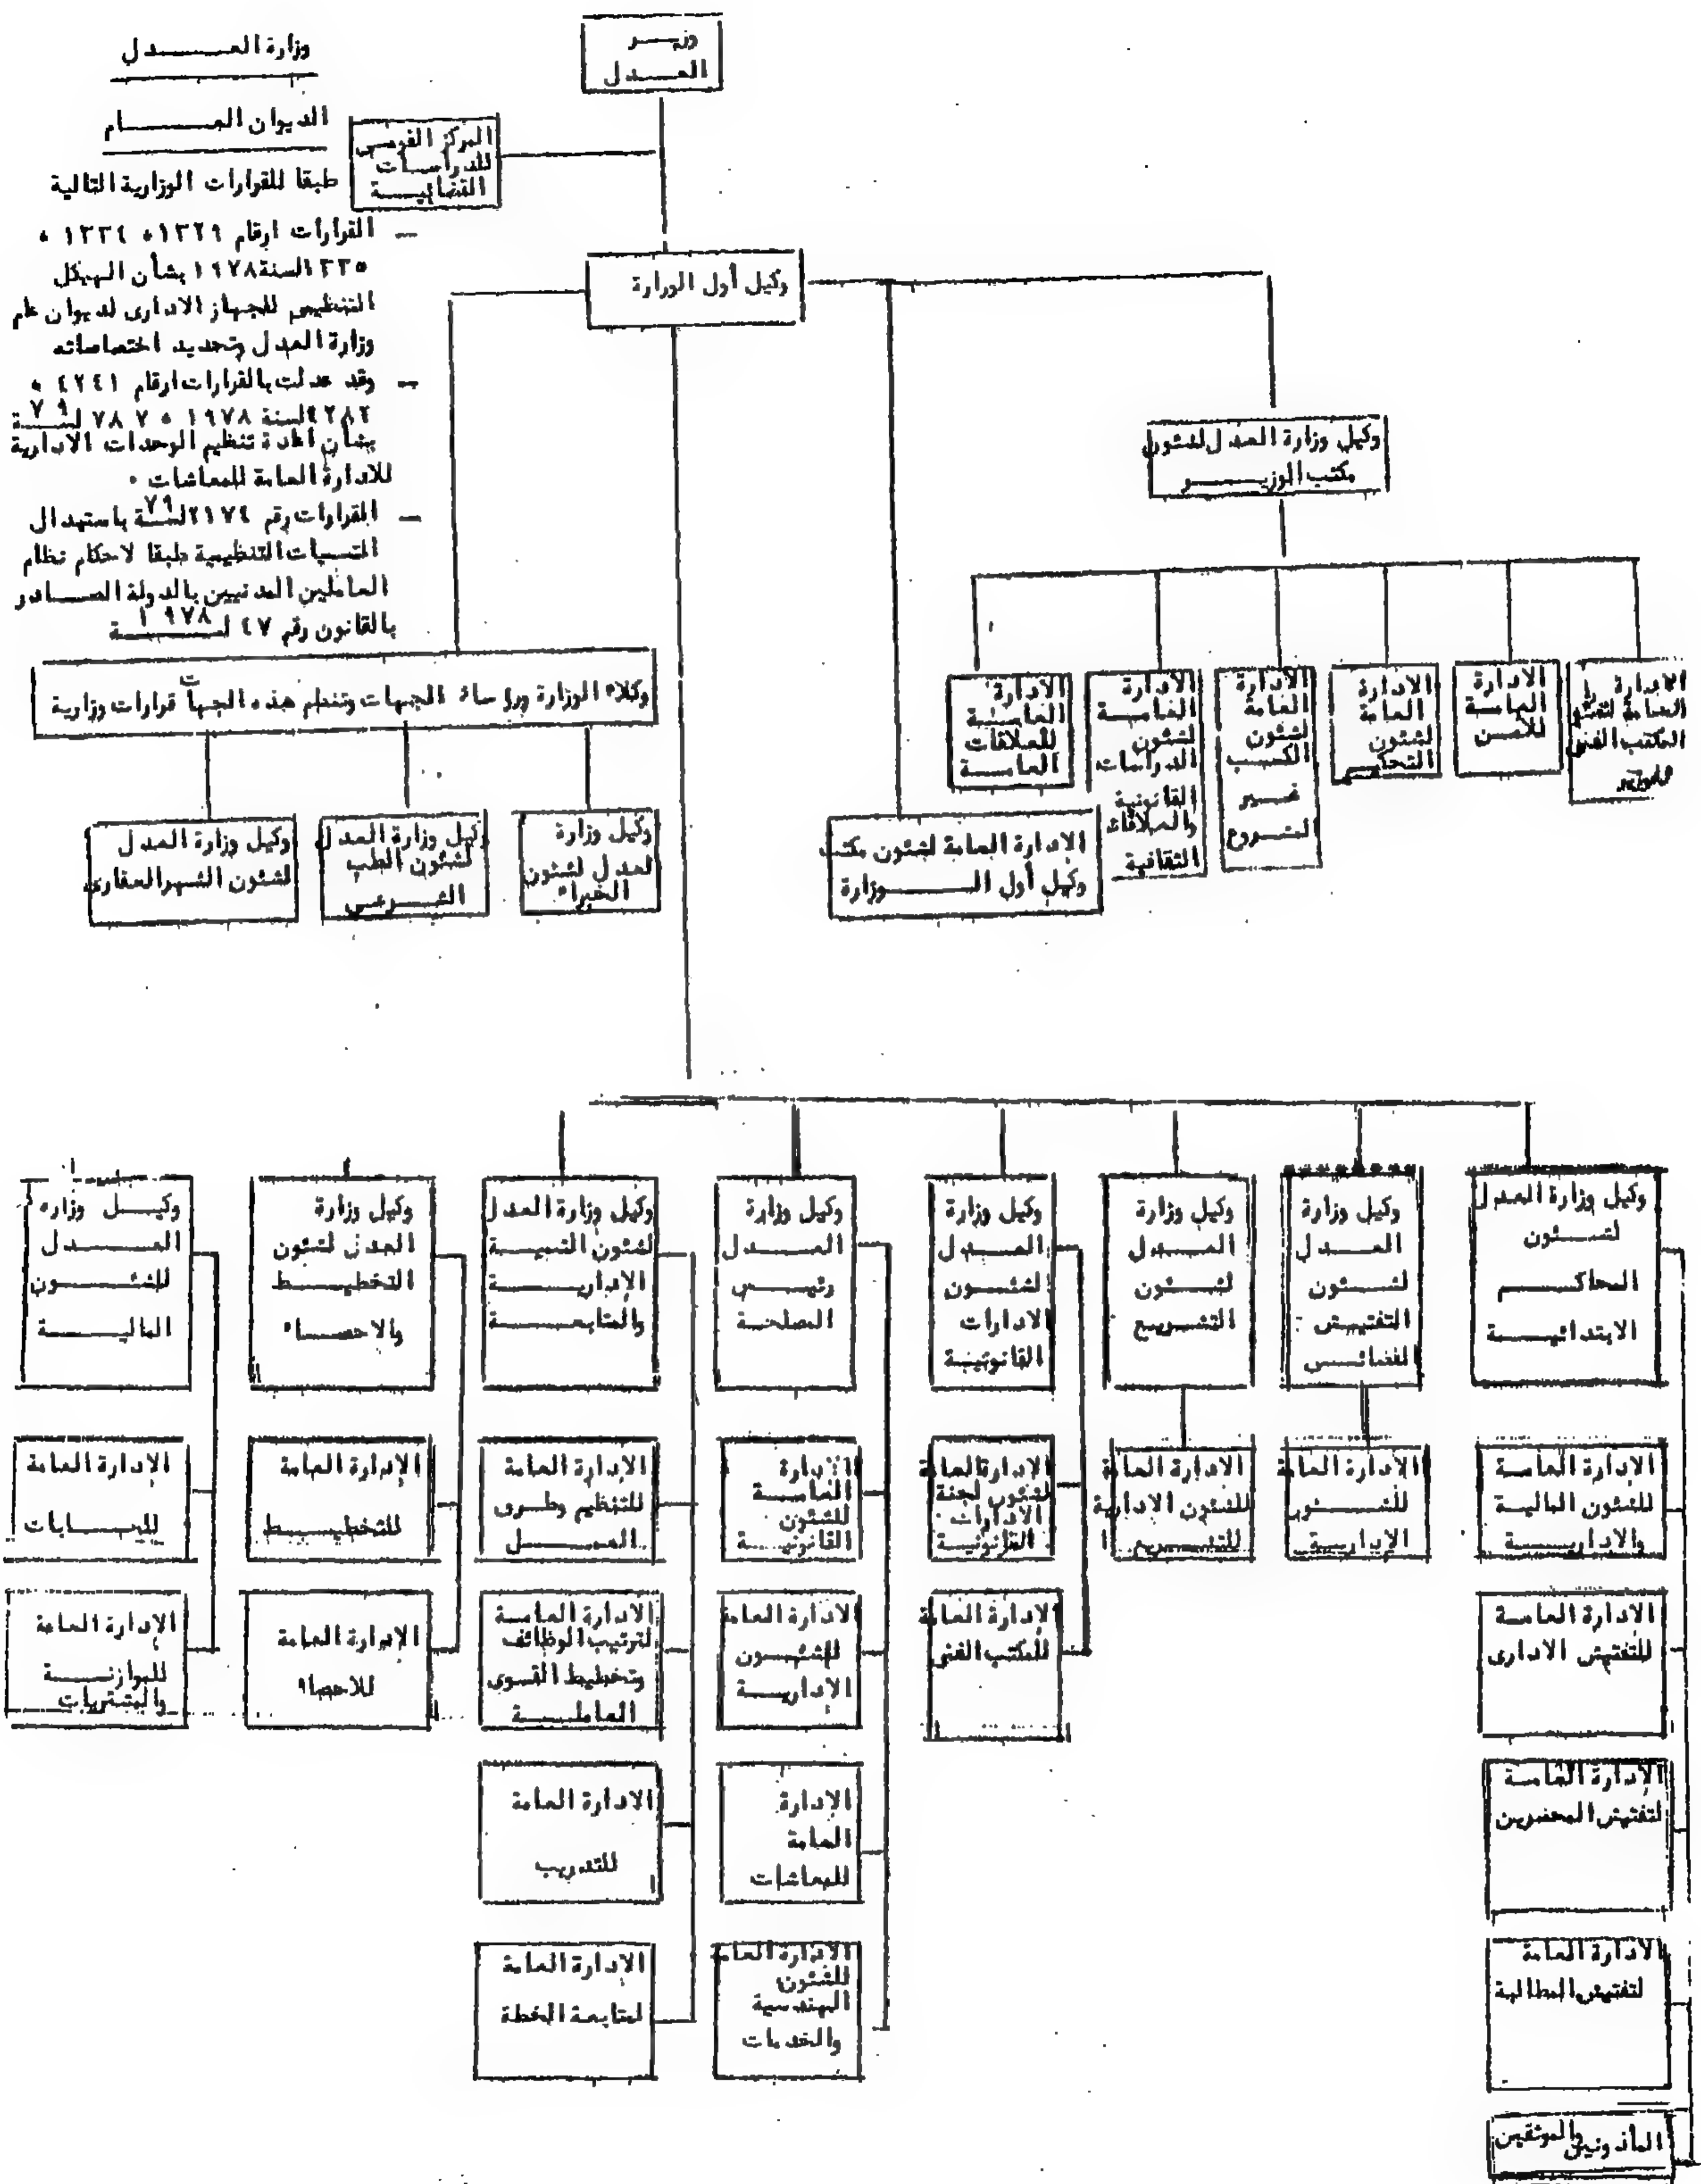 وزارة العدل
الديوان العام
طبقا للقرارات الوزارية التالية
— القرارات ارقام ١٣٢٩، ١٣٣٤،
١٣٣٥ لسنة ١٩٧٨ بشأن الهيكل
التنظيمى للجهاز الادارى لديوان عام
وزارة العدل وتحديد اختصاصاته
— وقد عدلت بالقرارات ارقام ٤٢٤١،
٤٢٨٢ لسنة ١٩٧٨ ٧٨ لسنة ٧٩
بشأن اعادة تنظيم الوحدات الادارية
للادارة العامة للمعاشات ٠
— القرارات رقم ٢١٧٤ لسنة ٧٩ باستبدال
المسميات التنظيمية طبقا لاحكام نظام
العاملين المدنيين بالدولة الصادر
بالقانون رقم ٤٧ لسنة ١٩٧٨
وزير
العدل
المركز القومى
للدراسات
القضائية
وكيل أول الوزارة
وكيل وزارة العدل لشئون
مكتب الوزير
الادارة
العامة لشئون
المكتب الفنى
للوزير
الادارة
العامة
للأمن
الادارة
العامة
لشئون
التحكيم
الادارة
العامة
لشئون
الكسب
غير
المشروع
الادارة
العامة
لشئون
الدراسات
القانونية
والعلاقات
الثقافية
الادارة
العامة
للعلاقات
العامة
الادارة العامة لشئون مكتب
وكيل أول الوزارة
وكلاء الوزارة ورؤساء الجهات وتنظم هذه الجهات قرارات وزارية
وكيل وزارة
العدل لشئون
الخبراء
وكيل وزارة العدل
لشئون الطب
الشرعى
وكيل وزارة العدل
لشئون الشهر العقارى
وكيل وزارة العدل
لشئون
المحاكم
الابتدائية
الادارة العامة
للشئون المالية
والادارية
الادارة العامة
للتفتيش الادارى
الادارة العامة
لتفتيش المحضرين
الادارة العامة
لتفتيش المطالبة
المأذونين والموثقين
وكيل وزارة
العدل
لشئون
التفتيش
القضائى
الادارة العامة
للشئون
الادارية
وكيل وزارة
العدل
لشئون
التشريع
الادارة العامة
للشئون الادارية
للتشريع
وكيل وزارة
العدل
لشئون
الادارات
القانونية
الادارة العامة
لشئون لجنة
الادارات
القانونية
الادارة العامة
للمكتب الفنى
وكيل وزارة
العدل
رئيس
المصلحة
الادارة
العامة
للشئون
القانونية
الادارة العامة
للشئون
الادارية
الادارة
العامة
للمعاشات
الادارة العامة
للشئون
الهندسية
والخدمات
وكيل وزارة العدل
لشئون التنمية
الادارية
والمتابعة
الادارة العامة
للتنظيم وطرق
العمل
الادارة العامة
لترتيب الوظائف
وتخطيط القوى
العاملة
الادارة العامة
للتدريب
الادارة العامة
لمتابعة الخطة
وكيل وزارة
العدل لشئون
التخطيط
والاحصاء
الادارة العامة
للتخطيط
الادارة العامة
للاحصاء
وكيل وزارة
العدل
للشئون
المالية
الادارة العامة
للحسابات
الادارة العامة
للموازنة
والمشتريات